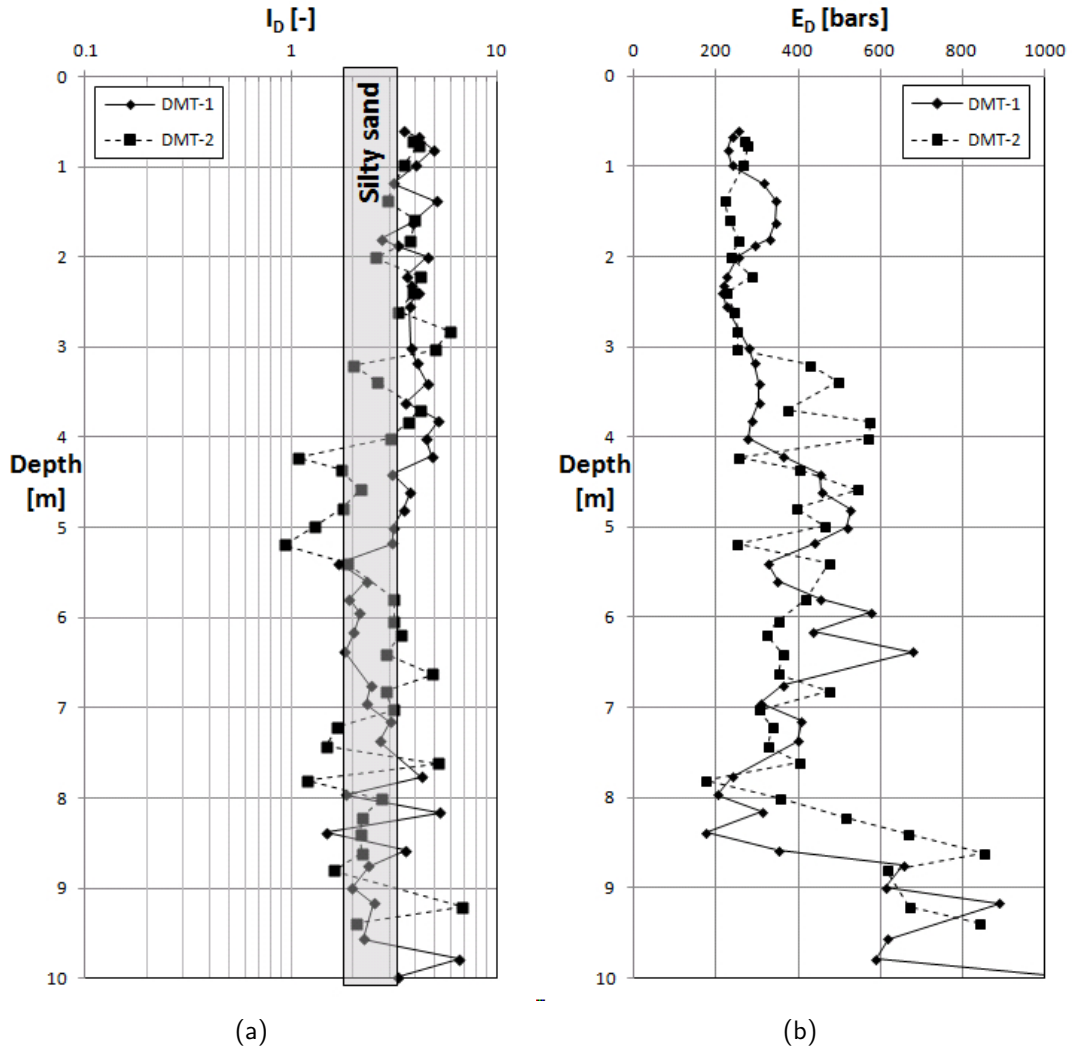 I_D [-]
0.1 1 10
0
1
2
3
4
5
6
7
8
9
10
Depth
[m]
DMT-1
DMT-2
Silty sand
(a)
E_D [bars]
0 200 400 600 800 1000
0
1
2
3
4
5
6
7
8
9
10
Depth
[m]
DMT-1
DMT-2
(b)